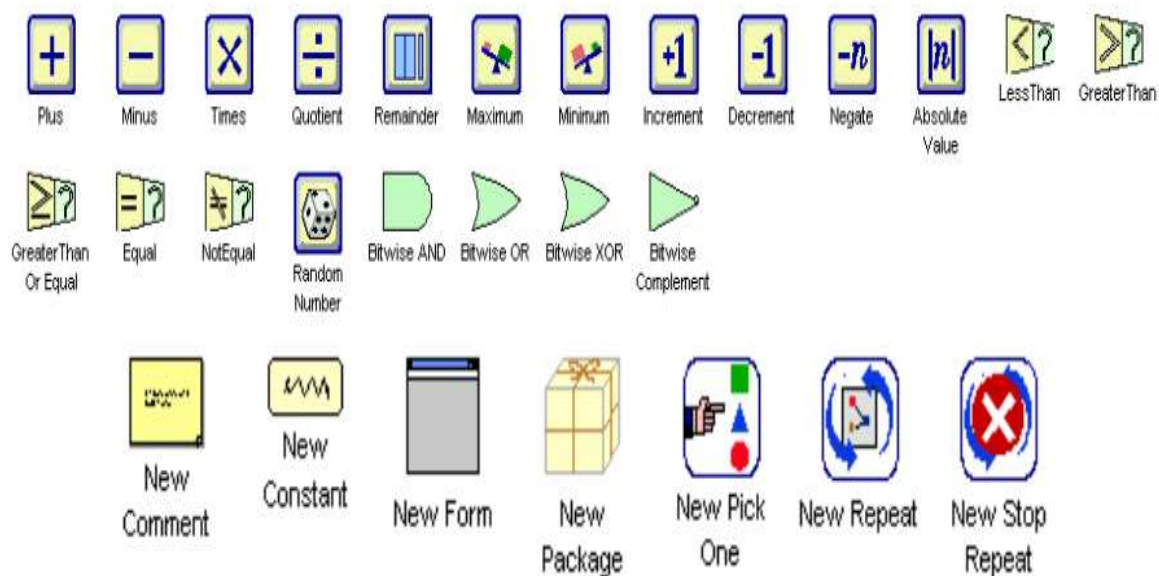 + − × ÷ +1 -1 -n |n| < ? > ?
Plus Minus Times Quotient Remainder Maximum Minimum Increment Decrement Negate Absolute Value LessThan GreaterThan
≥ ? = ? ≠ ?
GreaterThan Or Equal Equal NotEqual Random Number Bitwise AND Bitwise OR Bitwise XOR Bitwise Complement
New Comment New Constant New Form New Package New Pick One New Repeat New Stop Repeat